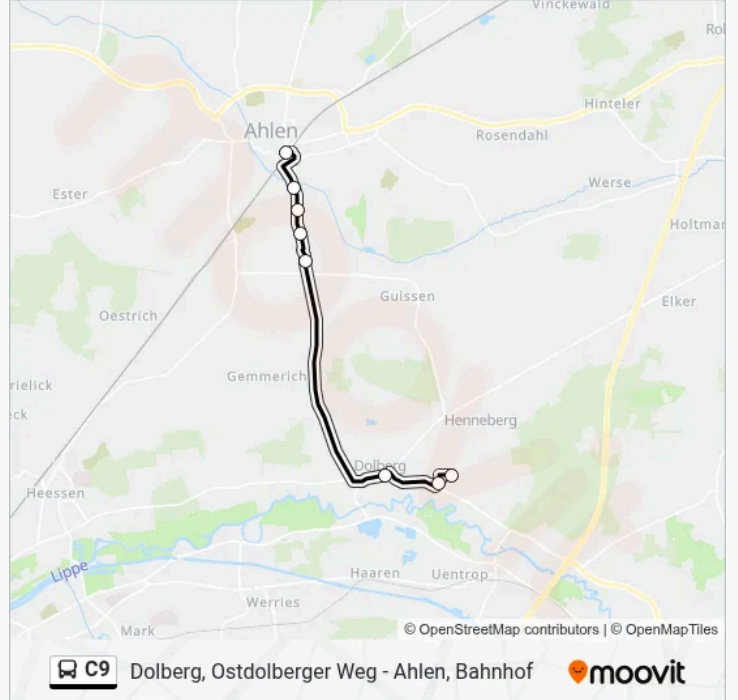 Vinckewald
Rol
Hinteler
Ahlen
Rosendahl
Werse
Ester
Holtmar
Guissen
Elker
Oestrich
Gemmerich
rielick
eck
Henneberg
Dolberg
Heessen
Lippe
Haaren
Uentrop
Werries
Mark
© OpenStreetMap contributors | © OpenMapTiles
C9 Dolberg, Ostdolberger Weg - Ahlen, Bahnhof moovit